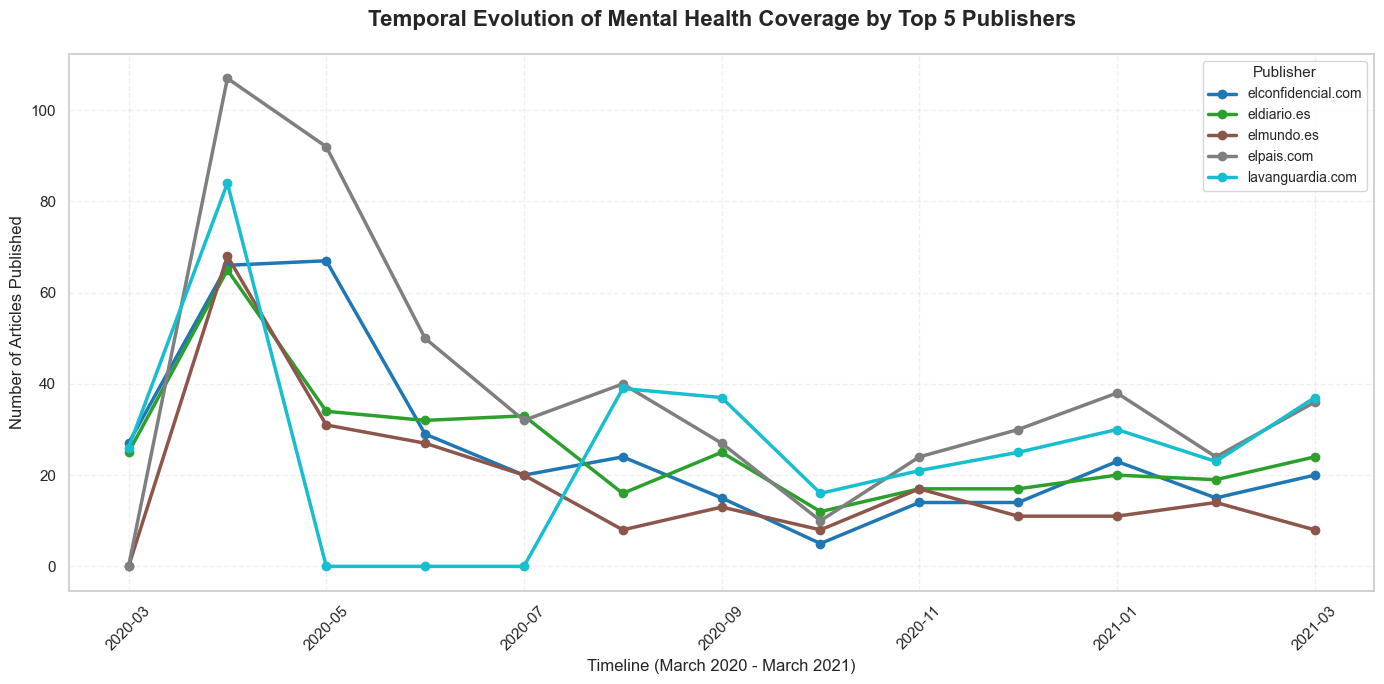 Temporal Evolution of Mental Health Coverage by Top 5 Publishers
Number of Articles Published
100
80
60
40
20
0
Publisher
elconfidencial.com
eldiario.es
elmundo.es
elpais.com
lavanguardia.com
2020-03
2020-05
2020-07
2020-09
2020-11
2021-01
2021-03
Timeline (March 2020 - March 2021)